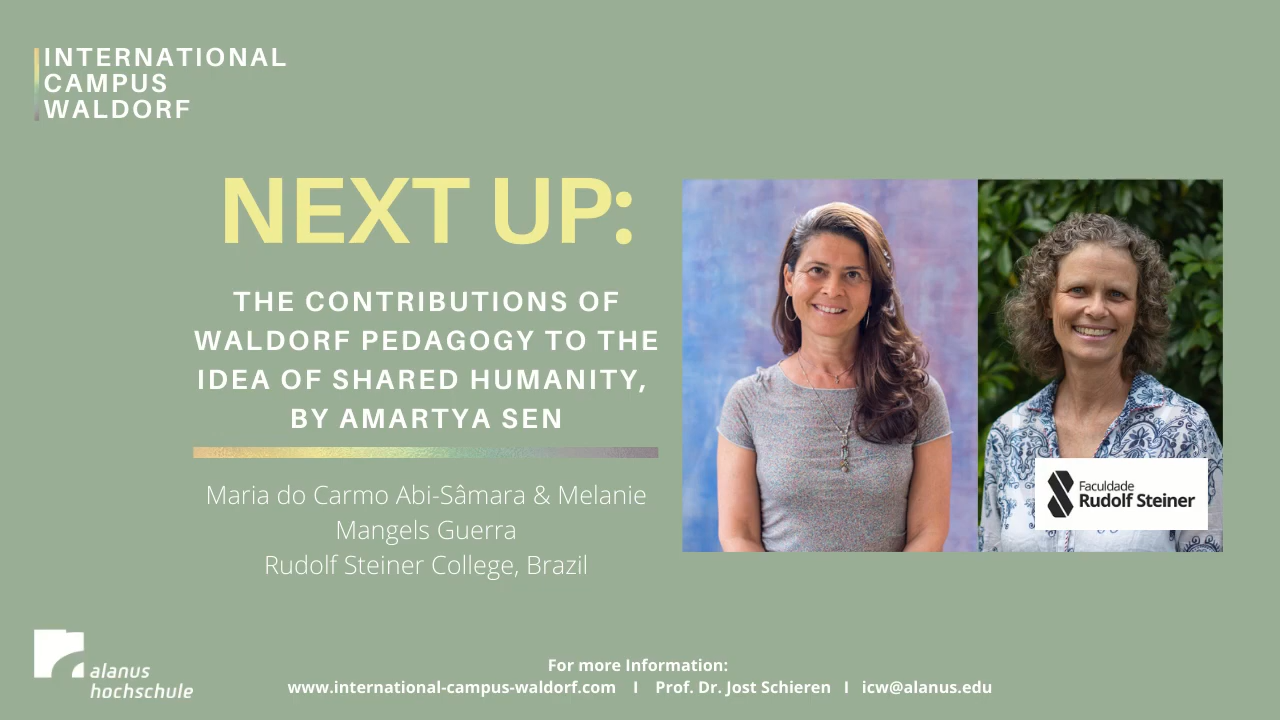 INTERNATIONAL
CAMPUS
WALDORF
NEXT UP:
THE CONTRIBUTIONS OF
WALDORF PEDAGOGY TO THE
IDEA OF SHARED HUMANITY,
BY AMARTYA SEN
Maria do Carmo Abi-Sâmara & Melanie
Mangels Guerra
Rudolf Steiner College, Brazil
Faculdade
Rudolf Steiner
alanus
hochschule
For more Information:
www.international-campus-waldorf.com I Prof. Dr. Jost Schieren I icw@alanus.edu